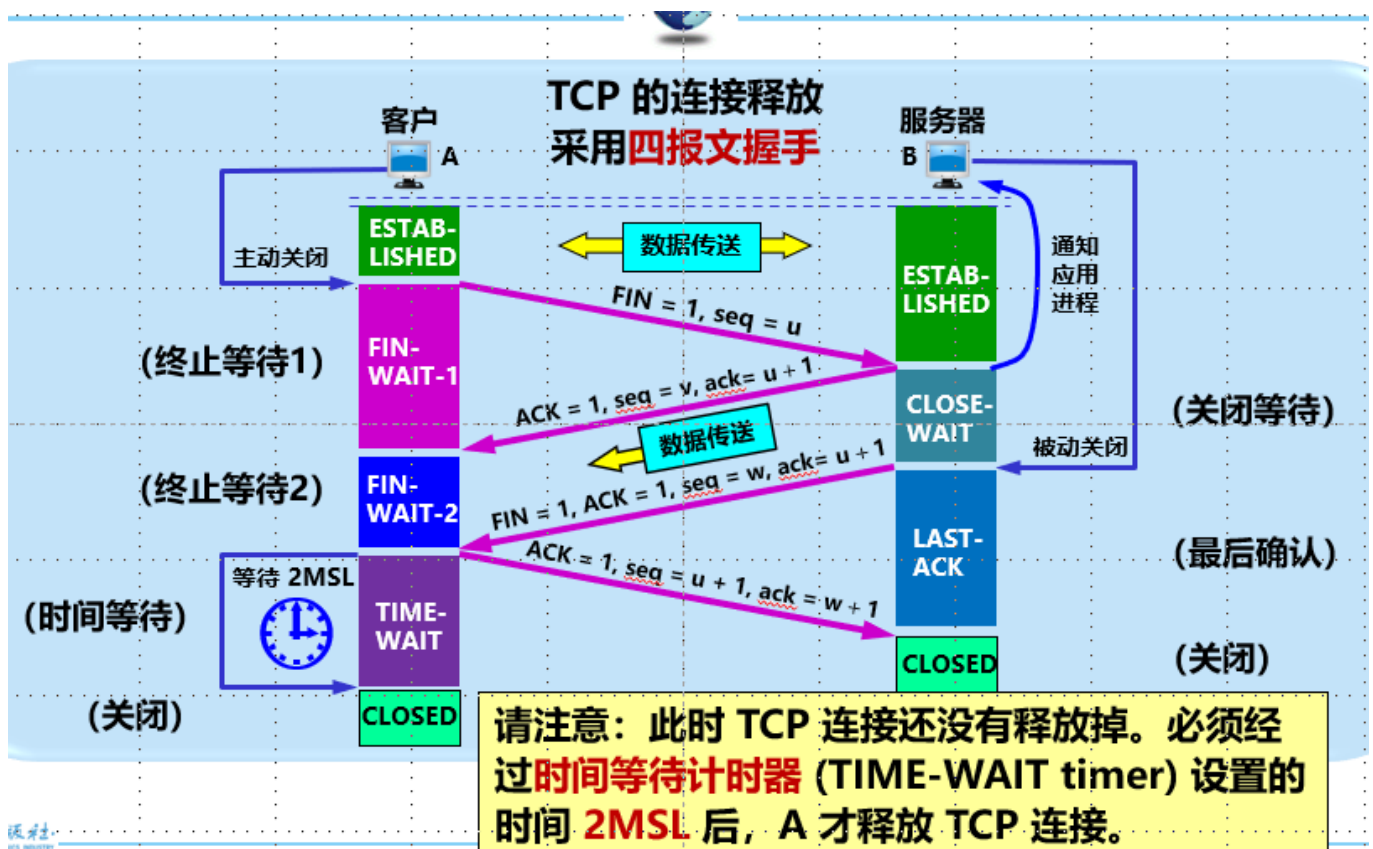 TCP 的连接释放
采用四报文握手
客户
A
服务器
B
ESTAB-
LISHED
数据传送
主动关闭
通知
应用
进程
ESTAB-
LISHED
FIN = 1, seq = u
(终止等待1)
FIN-
WAIT-1
ACK = 1, seq = v, ack= u + 1
CLOSE-
WAIT
(关闭等待)
数据传送
被动关闭
(终止等待2)
FIN-
WAIT-2
FIN = 1, ACK = 1, seq = w, ack= u + 1
LAST-
ACK
(最后确认)
ACK = 1, seq = u + 1, ack = w + 1
等待 2MSL
(时间等待)
TIME-
WAIT
CLOSED
(关闭)
(关闭)
CLOSED
请注意：此时 TCP 连接还没有释放掉。必须经
过时间等待计时器 (TIME-WAIT timer) 设置的
时间 2MSL 后，A 才释放 TCP 连接。